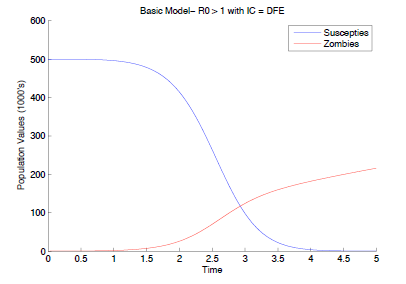 Basic Model– R0 > 1 with IC = DFE
Suscepties
Zombies
Population Values (1000's)
600
500
400
300
200
100
0
0 0.5 1 1.5 2 2.5 3 3.5 4 4.5 5
Time